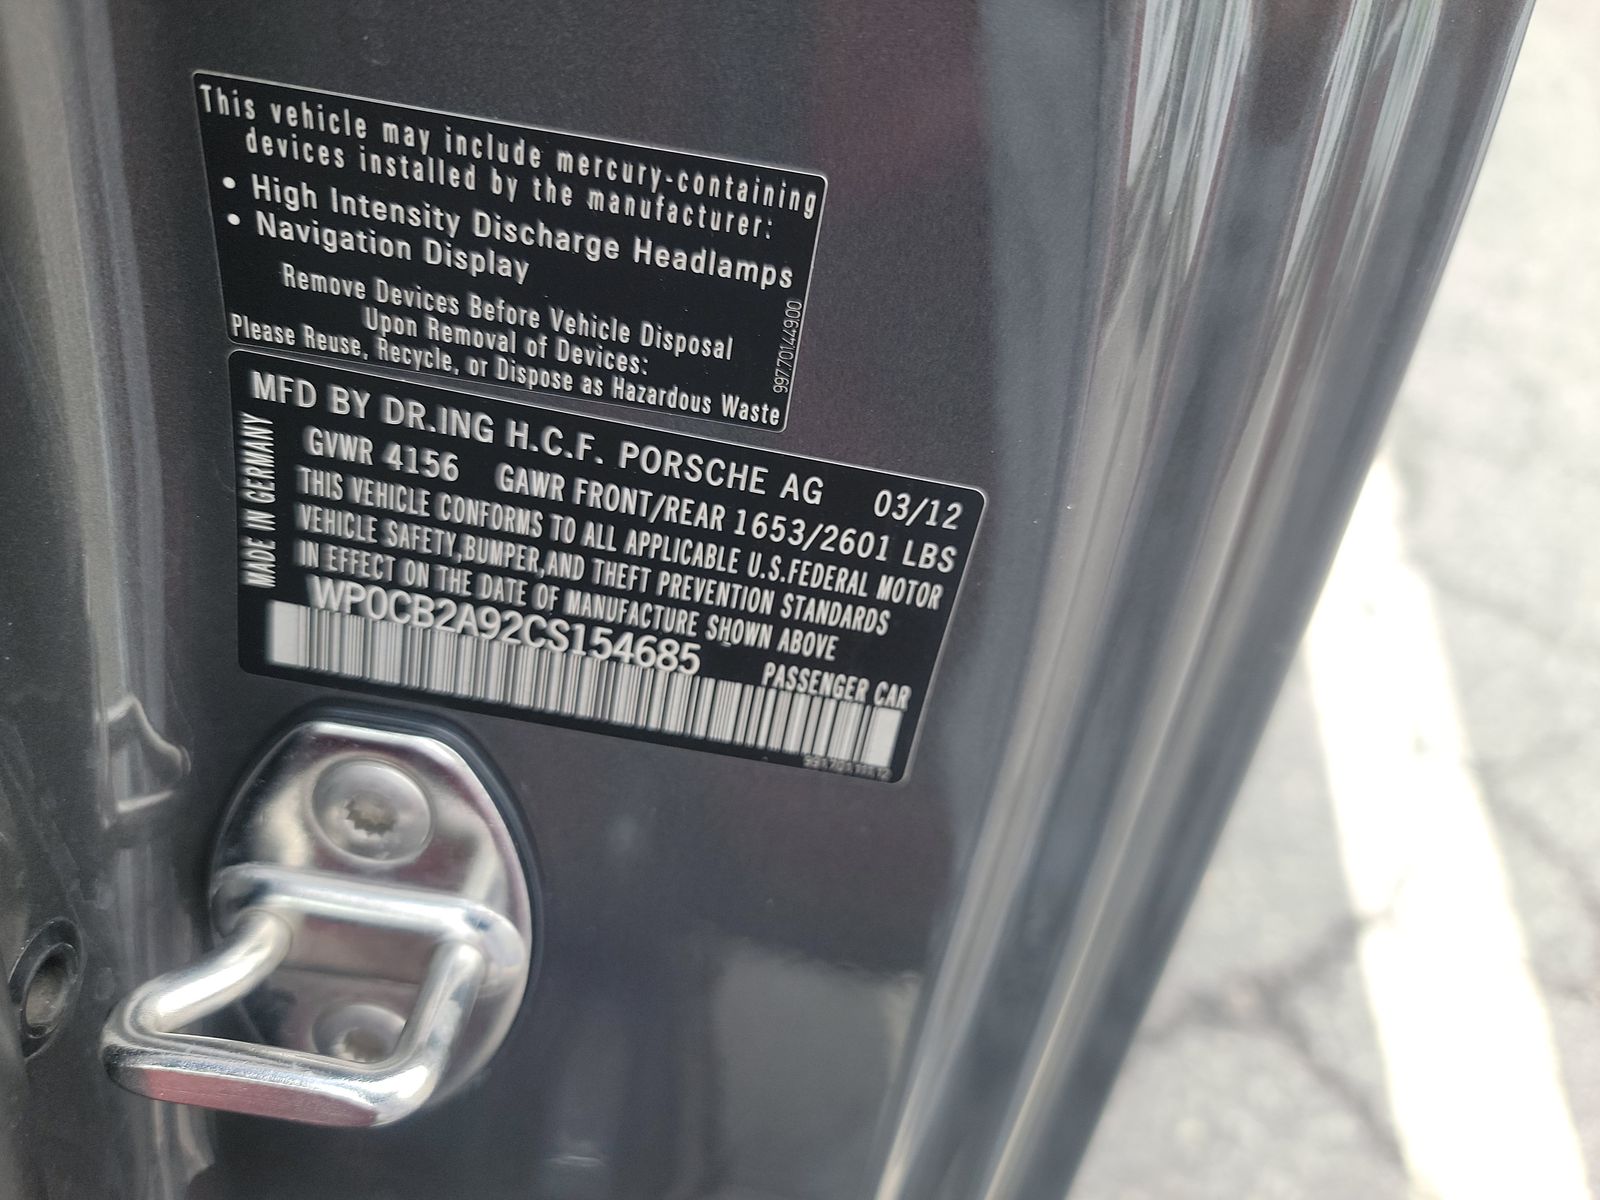 This vehicle may include mercury-containing
devices installed by the manufacturer:
• High Intensity Discharge Headlamps
• Navigation Display
Remove Devices Before Vehicle Disposal
Upon Removal of Devices:
Please Reuse, Recycle, or Dispose as Hazardous Waste
997.701.449.00
MFD BY DR.ING H.C.F. PORSCHE AG 03/12
GVWR 4156 GAWR FRONT/REAR 1653/2601 LBS
THIS VEHICLE CONFORMS TO ALL APPLICABLE U.S.FEDERAL MOTOR
VEHICLE SAFETY,BUMPER,AND THEFT PREVENTION STANDARDS
IN EFFECT ON THE DATE OF MANUFACTURE SHOWN ABOVE
WP0CB2A92CS154685
PASSENGER CAR
MADE IN GERMANY